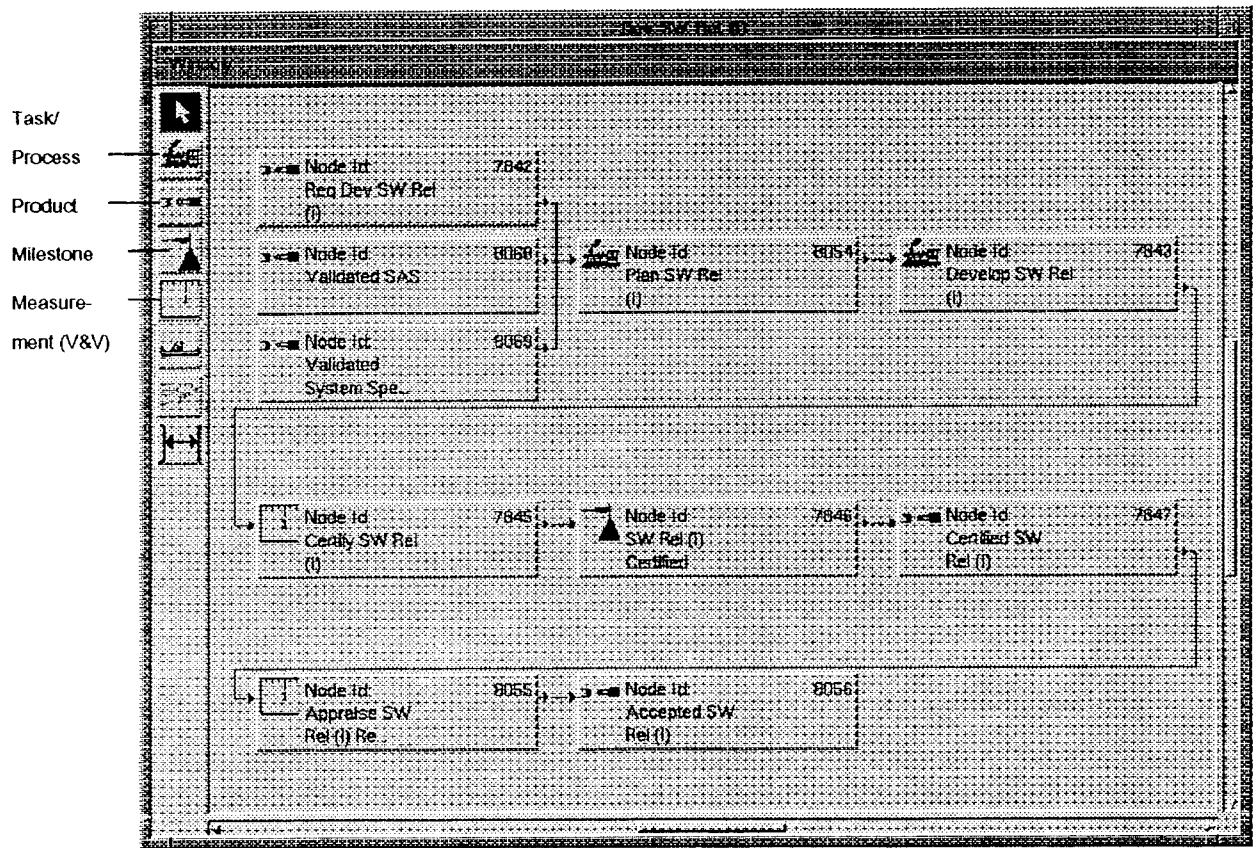 Task/
Process
Product
Milestone
Measure-
ment (V&V)
Node Id: 7842
Req Dev SW Rel
(I)
Node Id: 8068
Validated SAS
Node Id: 8069
Validated
System Spe...
Node Id: 8054
Plan SW Rel
(I)
Node Id: 7843
Develop SW Rel
(I)
Node Id: 7845
Certify SW Rel
(I)
Node Id: 7846
SW Rel (I)
Certified
Node Id: 7847
Certified SW
Rel (I)
Node Id: 8055
Appraise SW
Rel (I) Re...
Node Id: 8056
Accepted SW
Rel (I)